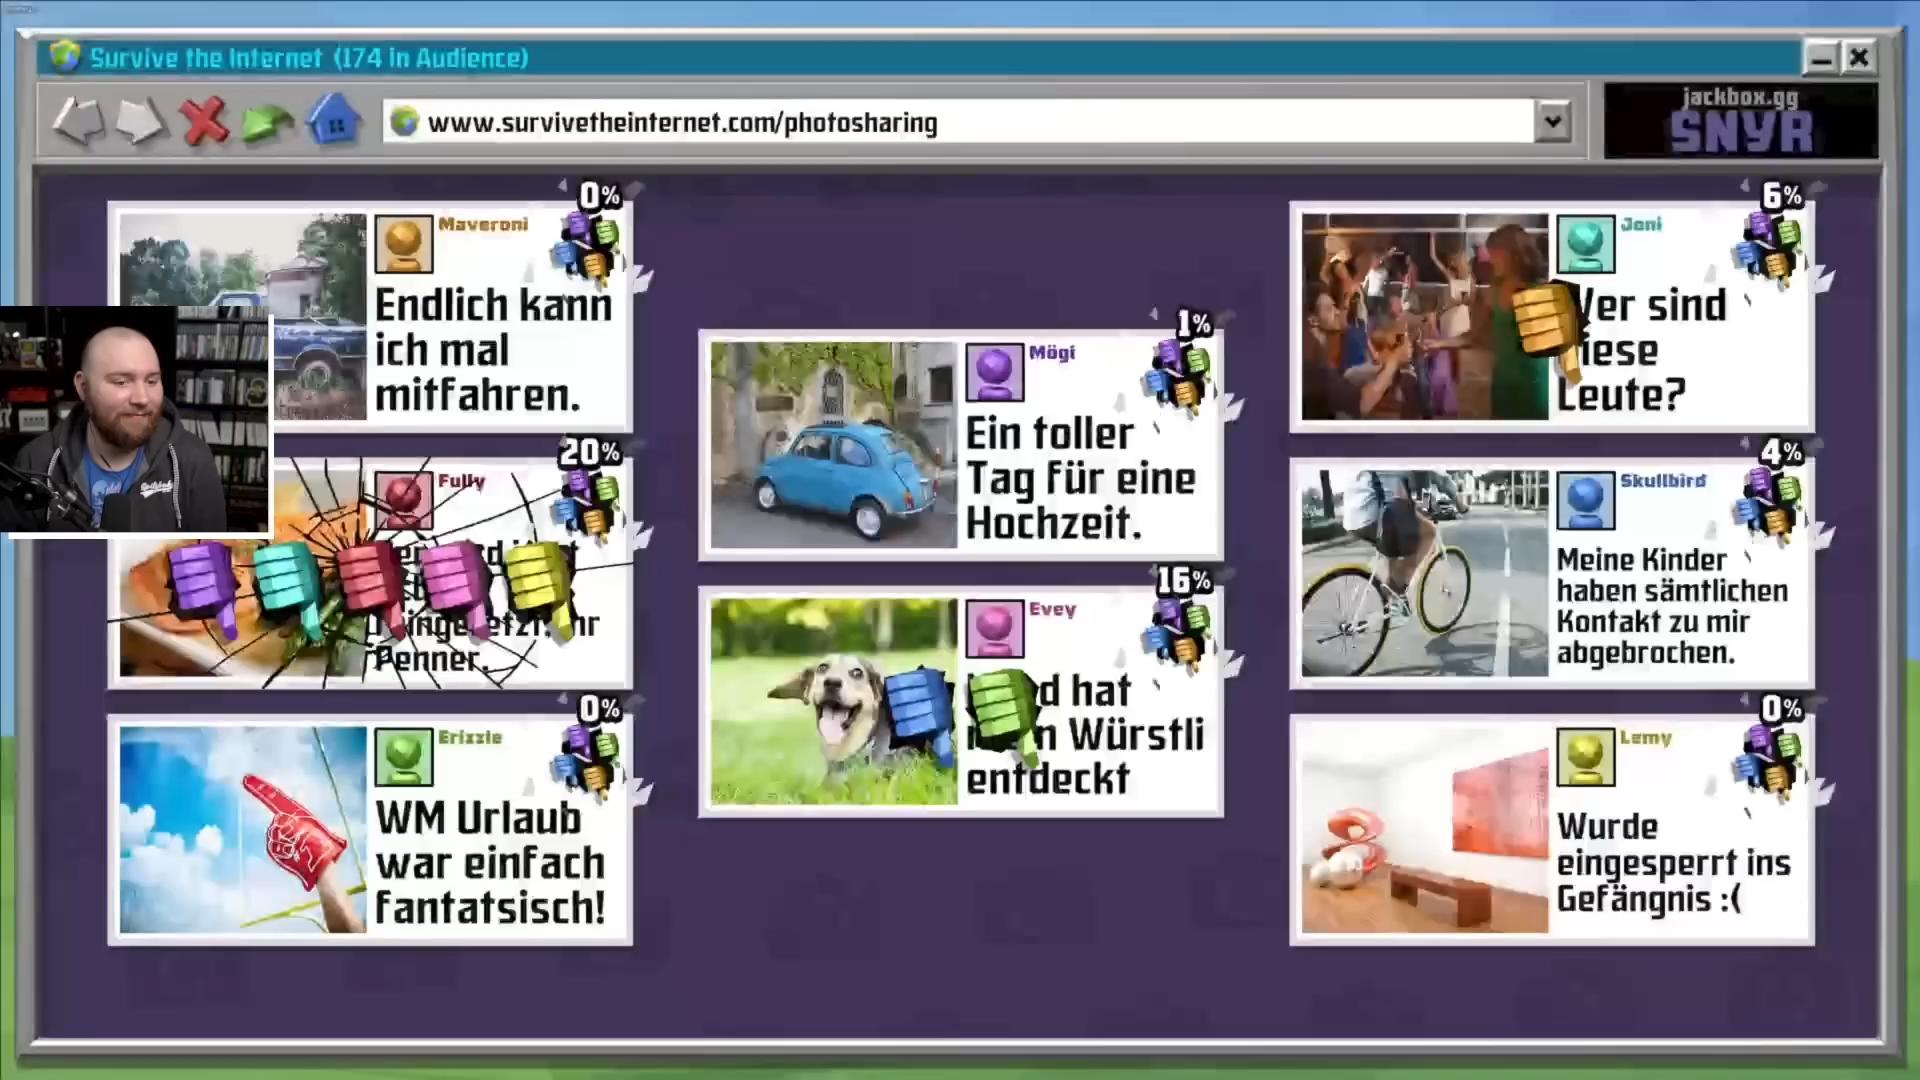 Survive the Internet (174 in Audience)
www.survivetheinternet.com/photosharing
jackbox.gg
SNYR
0%
Maveroni
Endlich kann
ich mal
mitfahren.
20%
Fully
Penner.
0%
Erizzle
WM Urlaub
war einfach
fantatsisch!
1%
Mögi
Ein toller
Tag für eine
Hochzeit.
16%
Evey
hat
Würstli
entdeckt
6%
Joni
Wer sind
diese
Leute?
4%
Skullbird
Meine Kinder
haben sämtlichen
Kontakt zu mir
abgebrochen.
0%
Lemy
Wurde
eingesperrt ins
Gefängnis :(